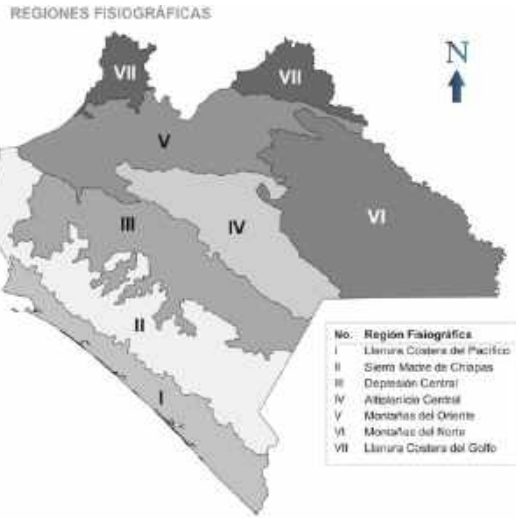 REGIONES FISIOGRÁFICAS
N
VII
VII
V
III
IV
VI
II
I
No. Región Fisiográfica
I Llanura Costera del Pacífico
II Sierra Madre de Chiapas
III Depresión Central
IV Altiplanicie Central
V Montañas del Oriente
VI Montañas del Norte
VII Llanura Costera del Golfo